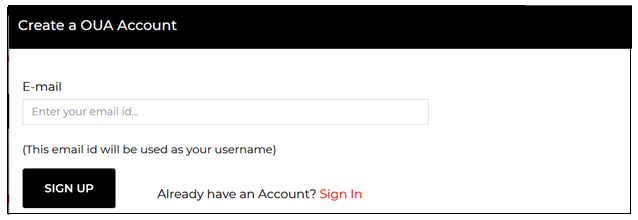 Create a OUA Account
E-mail
Enter your email id...
(This email id will be used as your username)
SIGN UP
Already have an Account? Sign In